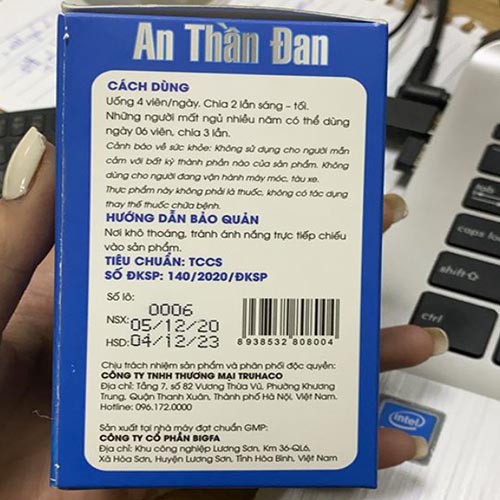 An Thần Đan
CÁCH DÙNG
Uống 4 viên/ngày. Chia 2 lần sáng – tối.
Những người mất ngủ nhiều năm có thể dùng
ngày 06 viên, chia 3 lần.
Cảnh báo về sức khỏe: Không sử dụng cho người mẫn
cảm với bất kỳ thành phần nào của sản phẩm. Không
dùng cho người đang vận hành máy móc, tàu xe.
Thực phẩm này không phải là thuốc, không có tác dụng
thay thế thuốc chữa bệnh.
HƯỚNG DẪN BẢO QUẢN
Nơi khô thoáng, tránh ánh nắng trực tiếp chiếu
vào sản phẩm.
TIÊU CHUẨN: TCCS
SỐ ĐKSP: 140/2020/ĐKSP
Số lô: 0006
NSX: 05/12/20
HSD: 04/12/23
8938532 808004
Chịu trách nhiệm sản phẩm và phân phối độc quyền:
CÔNG TY TNHH THƯƠNG MẠI TRUHACO
Địa chỉ: Tầng 7, số 82 Vương Thừa Vũ, Phường Khương
Trung, Quận Thanh Xuân, Thành phố Hà Nội, Việt Nam.
Hotline: 096.172.0000
Sản xuất tại nhà máy đạt chuẩn GMP:
CÔNG TY CỔ PHẦN BIGFA
Địa chỉ: Khu công nghiệp Lương Sơn, Km 36-QL6,
Xã Hòa Sơn, Huyện Lương Sơn, Tỉnh Hòa Bình, Việt Nam
tab
caps lock
shift
ctrl
intel